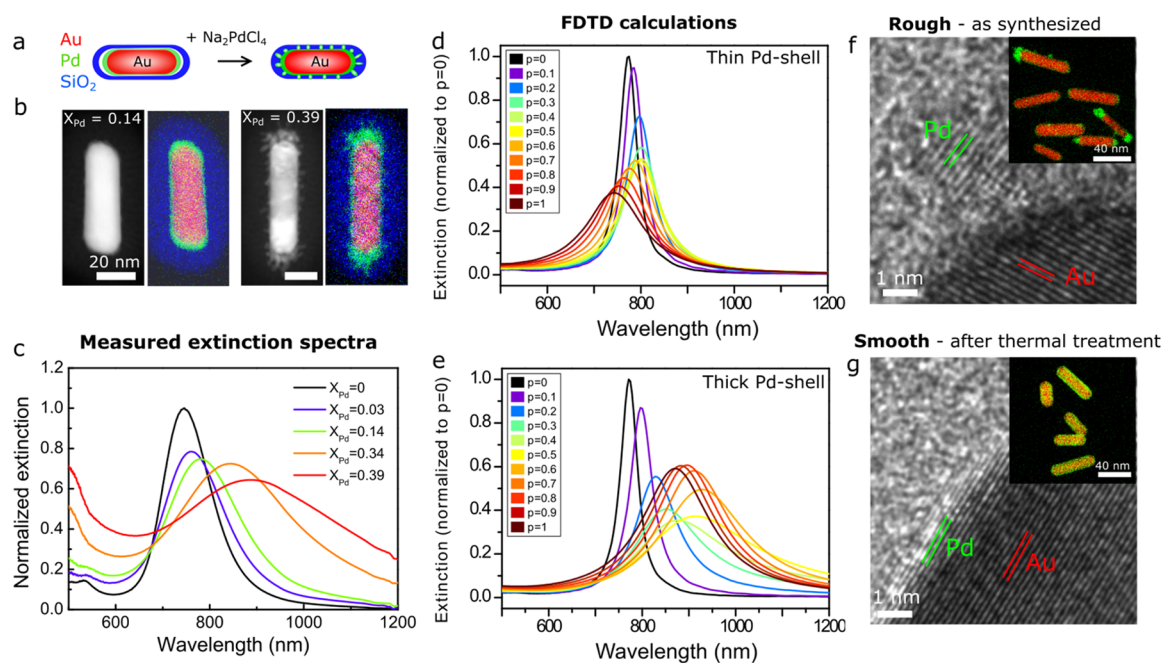 a
+ Na₂PdCl₄
Au
Pd
SiO₂
Au
Au
b
X_Pd = 0.14
X_Pd = 0.39
20 nm
Measured extinction spectra
c
Normalized extinction
1.2
1.0
0.8
0.6
0.4
0.2
0.0
X_Pd=0
X_Pd=0.03
X_Pd=0.14
X_Pd=0.34
X_Pd=0.39
600 800 1000 1200
Wavelength (nm)
FDTD calculations
d
Thin Pd-shell
Extinction (normalized to p=0)
1.0
0.8
0.6
0.4
0.2
0.0
p=0
p=0.1
p=0.2
p=0.3
p=0.4
p=0.5
p=0.6
p=0.7
p=0.8
p=0.9
p=1
600 800 1000 1200
Wavelength (nm)
e
Thick Pd-shell
Extinction (normalized to p=0)
1.0
0.8
0.6
0.4
0.2
0.0
p=0
p=0.1
p=0.2
p=0.3
p=0.4
p=0.5
p=0.6
p=0.7
p=0.8
p=0.9
p=1
600 800 1000 1200
Wavelength (nm)
Rough - as synthesized
f
Pd
40 nm
Au
1 nm
Smooth - after thermal treatment
g
40 nm
Pd
Au
1 nm